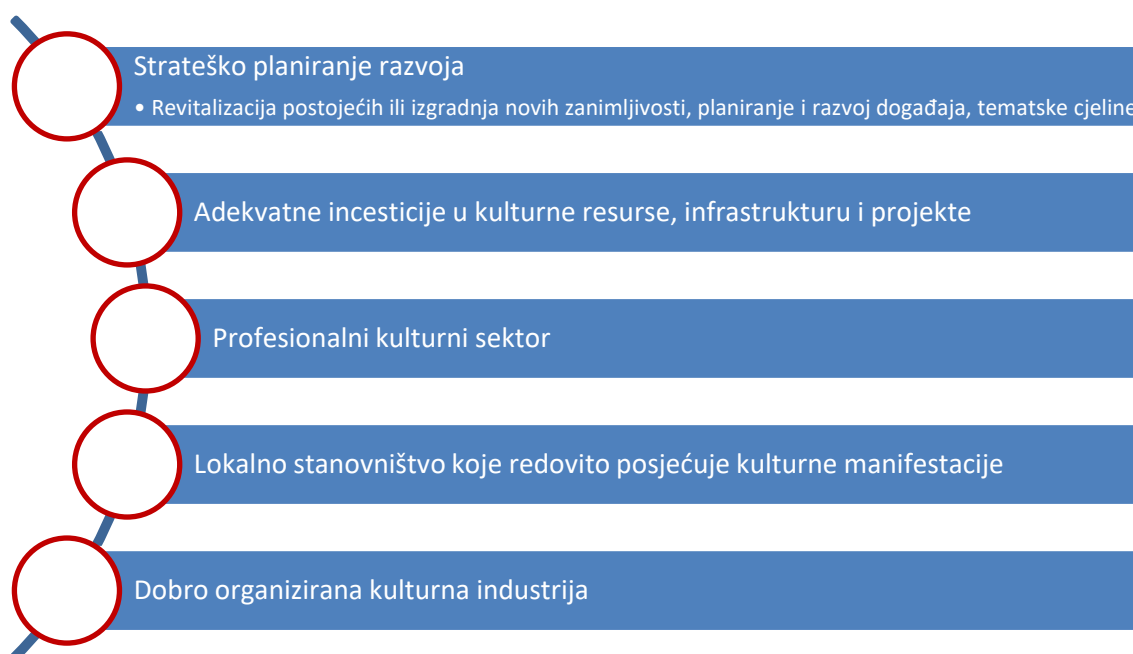 Strateško planiranje razvoja
• Revitalizacija postojećih ili izgradnja novih zanimljivosti, planiranje i razvoj događaja, tematske cjeline
Adekvatne incesticije u kulturne resurse, infrastrukturu i projekte
Profesionalni kulturni sektor
Lokalno stanovništvo koje redovito posjećuje kulturne manifestacije
Dobro organizirana kulturna industrija